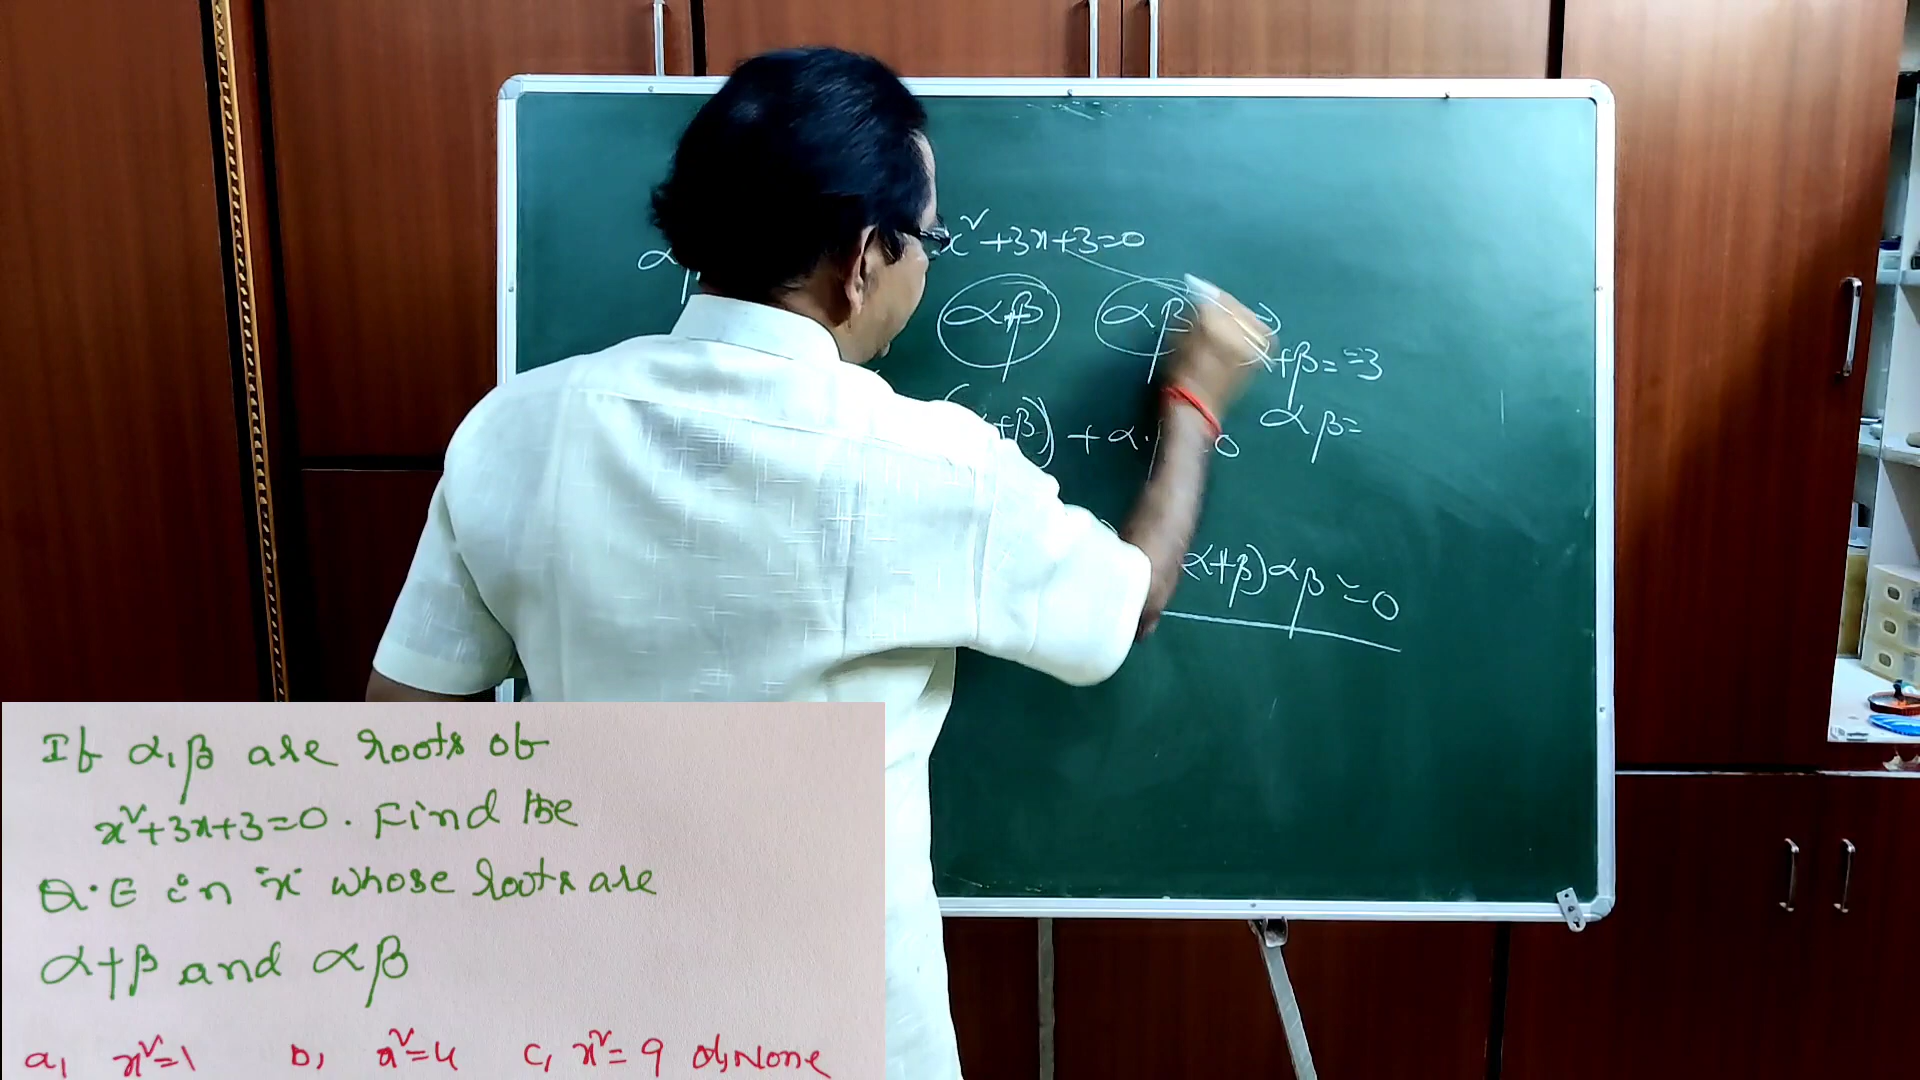 x²+3x+3=0
α,
α+β αβ
α+β=-3
+β) + α. 0
αβ=
α+β)αβ=0
If α,β are roots of
x²+3x+3=0. Find the
Q.E in "x" whose roots are
α+β and αβ
a, x²=1 b, x²=4 c, x²=9 d, None